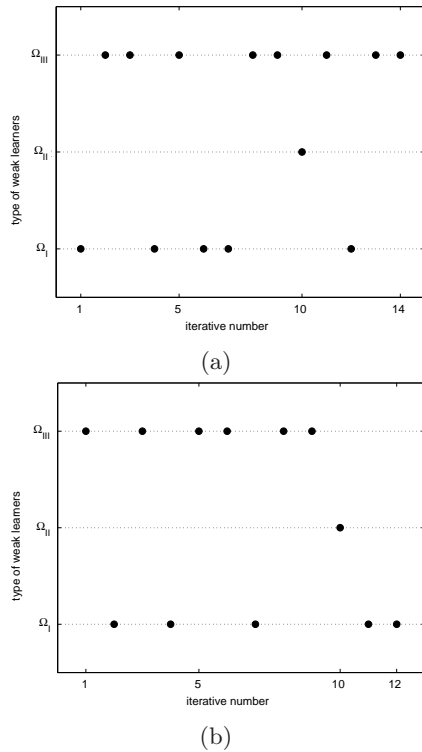 Ω_III
Ω_II
Ω_I
type of weak learners
1 5 10 14
iterative number
(a)
Ω_III
Ω_II
Ω_I
type of weak learners
1 5 10 12
iterative number
(b)